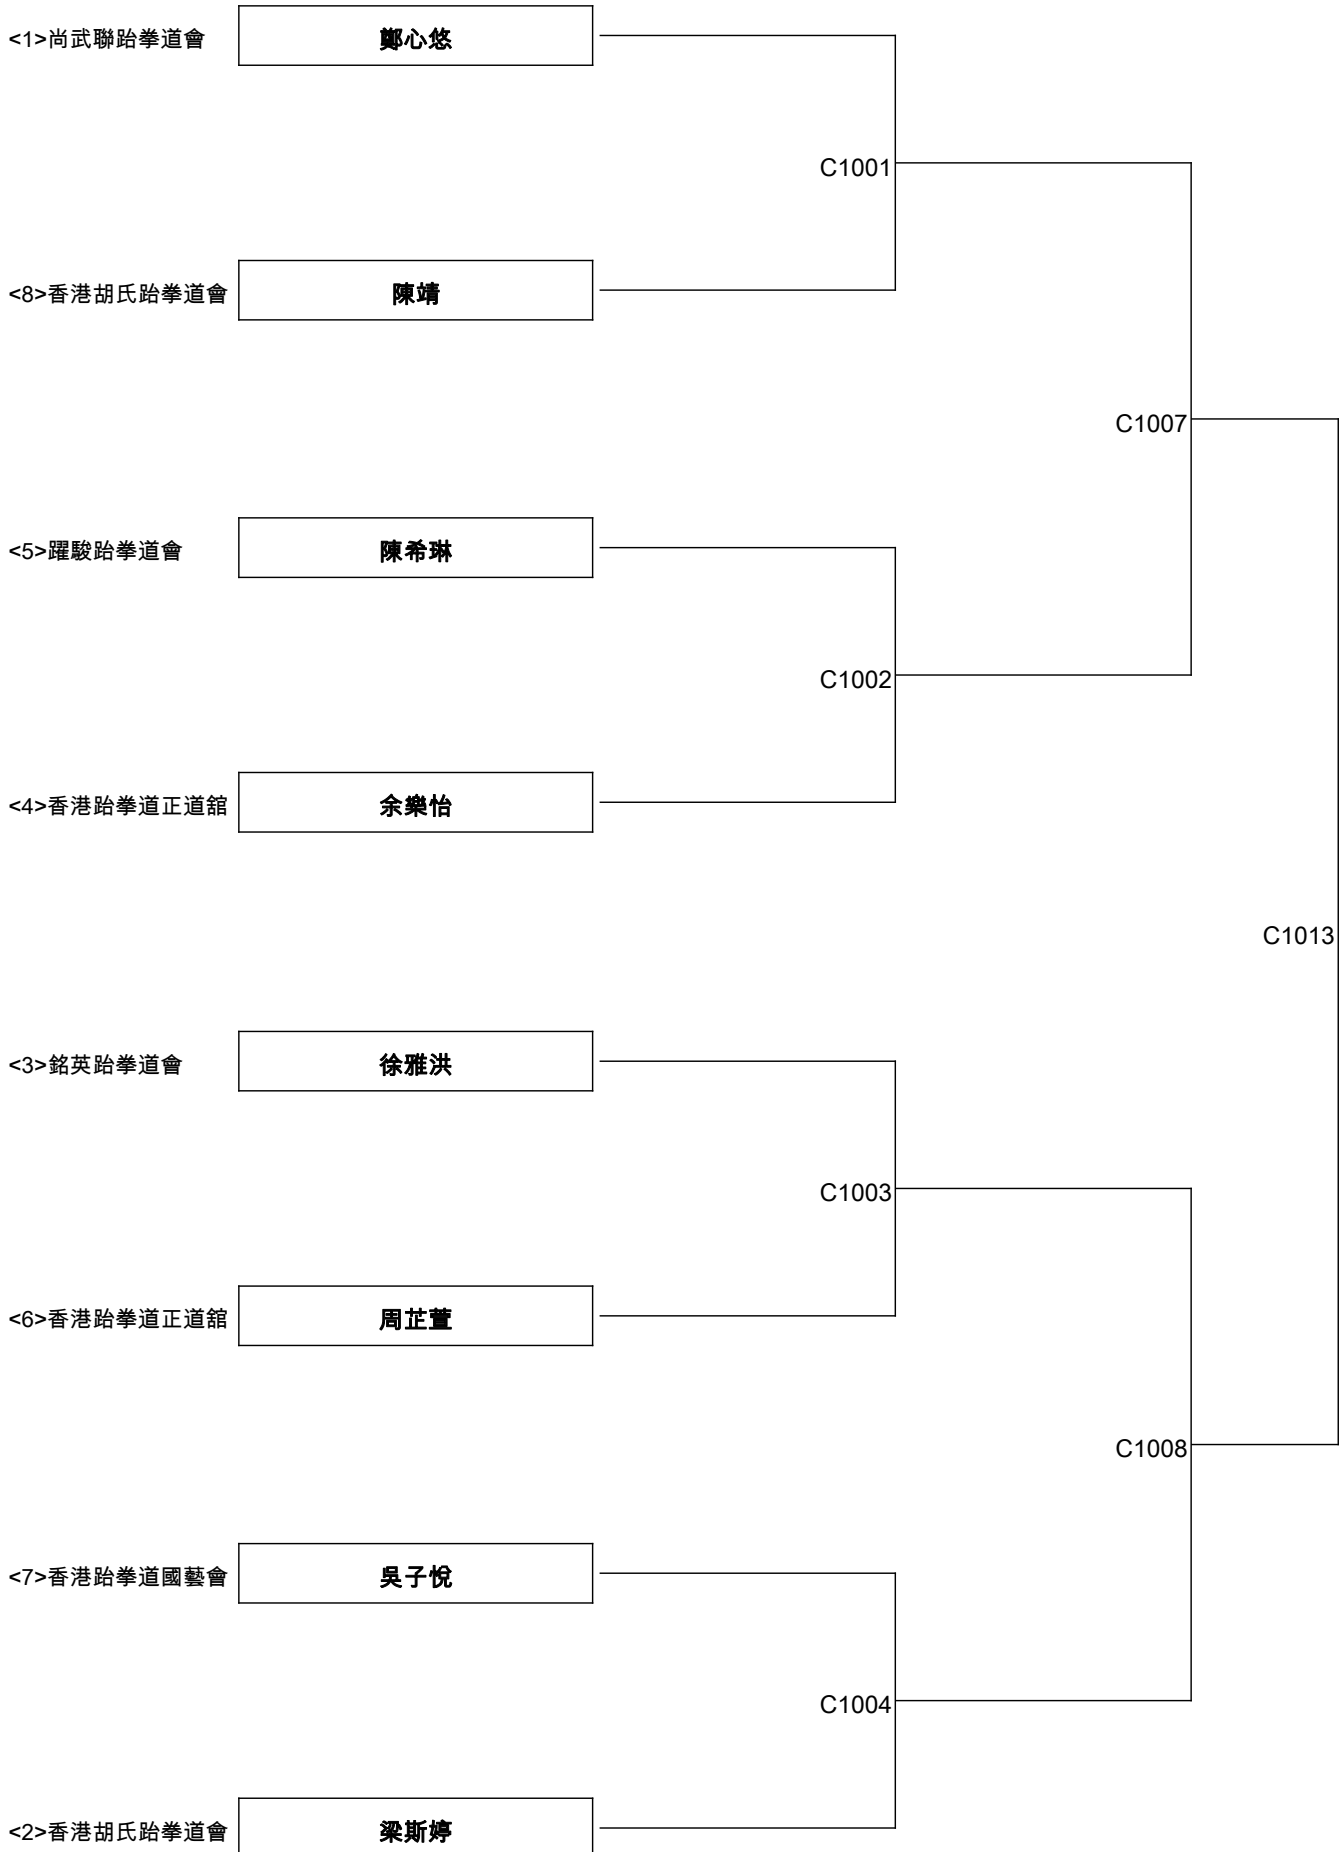 <1>尚武聯跆拳道會
鄭心悠
C1001
<8>香港胡氏跆拳道會
陳靖
C1007
<5>躍駿跆拳道會
陳希琳
C1002
<4>香港跆拳道正道舘
余樂怡
C1013
<3>銘英跆拳道會
徐雅洪
C1003
<6>香港跆拳道正道舘
周芷萱
C1008
<7>香港跆拳道國藝會
吳子悅
C1004
<2>香港胡氏跆拳道會
梁斯婷